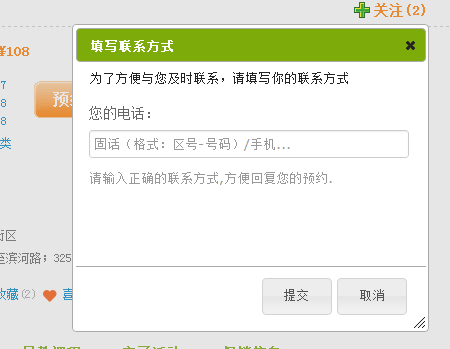 关注(2)
¥108
填写联系方式
为了方便与您及时联系，请填写你的联系方式
7
8
预
您的电话：
8
类
固话（格式: 区号-号码）/手机...
请输入正确的联系方式,方便回复您的预约.
街区
滨河路; 325
收藏(2)
喜
提交
取消